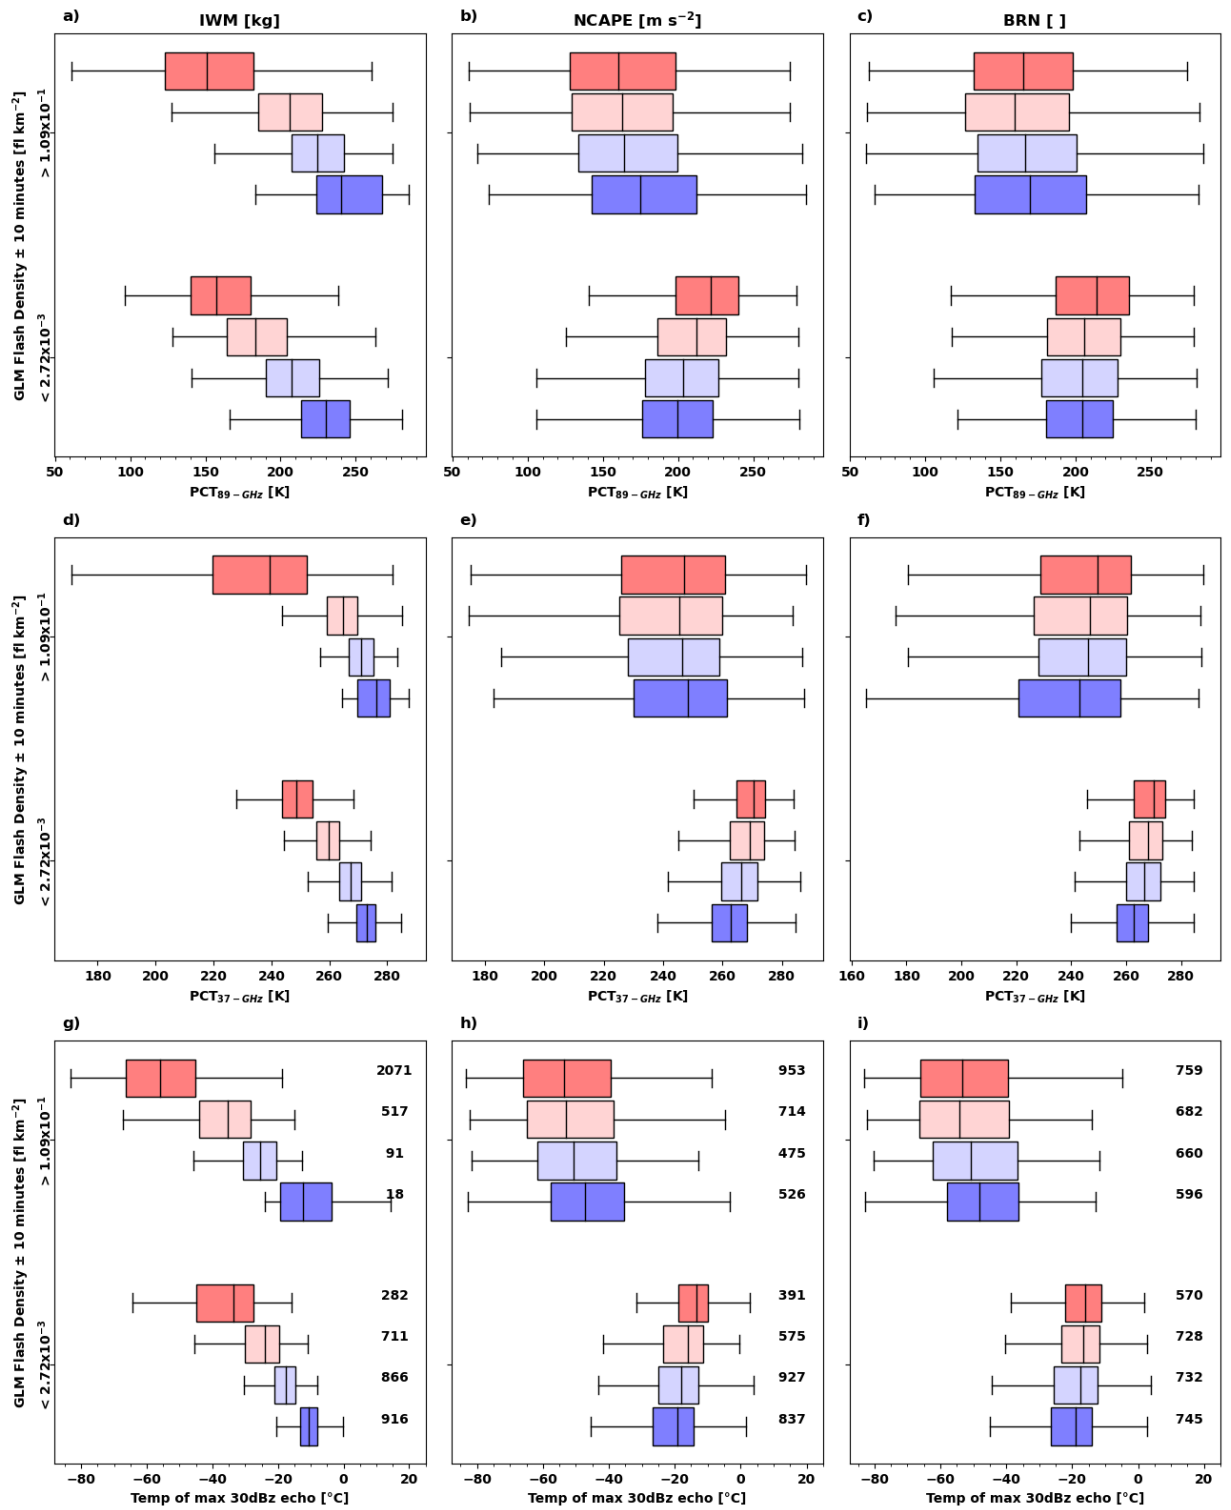 a) IWM [kg] b) NCAPE [m s⁻²] c) BRN [ ]
GLM Flash Density ± 10 minutes [fl km⁻²]
> 1.09x10⁻¹
< 2.72x10⁻³
50 100 150 200 250 50 100 150 200 250 50 100 150 200 250
PCT₈₉₋GHz [K] PCT₈₉₋GHz [K] PCT₈₉₋GHz [K]
d) e) f)
GLM Flash Density ± 10 minutes [fl km⁻²]
> 1.09x10⁻¹
< 2.72x10⁻³
180 200 220 240 260 280 180 200 220 240 260 280 160 180 200 220 240 260 280
PCT₃₇₋GHz [K] PCT₃₇₋GHz [K] PCT₃₇₋GHz [K]
g) h) i)
GLM Flash Density ± 10 minutes [fl km⁻²]
> 1.09x10⁻¹
< 2.72x10⁻³
2071 953 759
517 714 682
91 475 660
18 526 596
282 391 570
711 575 728
866 927 732
916 837 745
−80 −60 −40 −20 0 20 −80 −60 −40 −20 0 20 −80 −60 −40 −20 0 20
Temp of max 30dBz echo [°C] Temp of max 30dBz echo [°C] Temp of max 30dBz echo [°C]